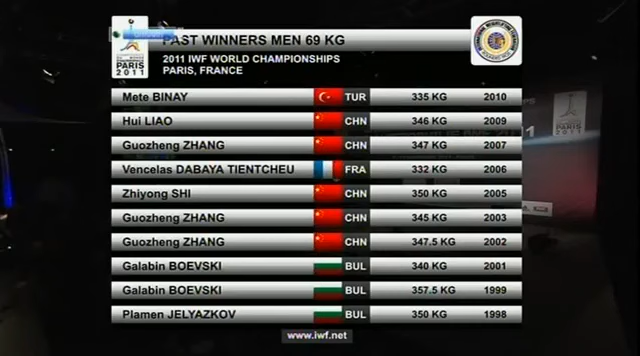 PAST WINNERS MEN 69 KG
2011 IWF WORLD CHAMPIONSHIPS
PARIS, FRANCE
PARIS
2011
Mete BINAY TUR 335 KG 2010
Hui LIAO CHN 346 KG 2009
Guozheng ZHANG CHN 347 KG 2007
Vencelas DABAYA TIENTCHEU FRA 332 KG 2006
Zhiyong SHI CHN 350 KG 2005
Guozheng ZHANG CHN 345 KG 2003
Guozheng ZHANG CHN 347.5 KG 2002
Galabin BOEVSKI BUL 340 KG 2001
Galabin BOEVSKI BUL 357.5 KG 1999
Plamen JELYAZKOV BUL 350 KG 1998
www.iwf.net